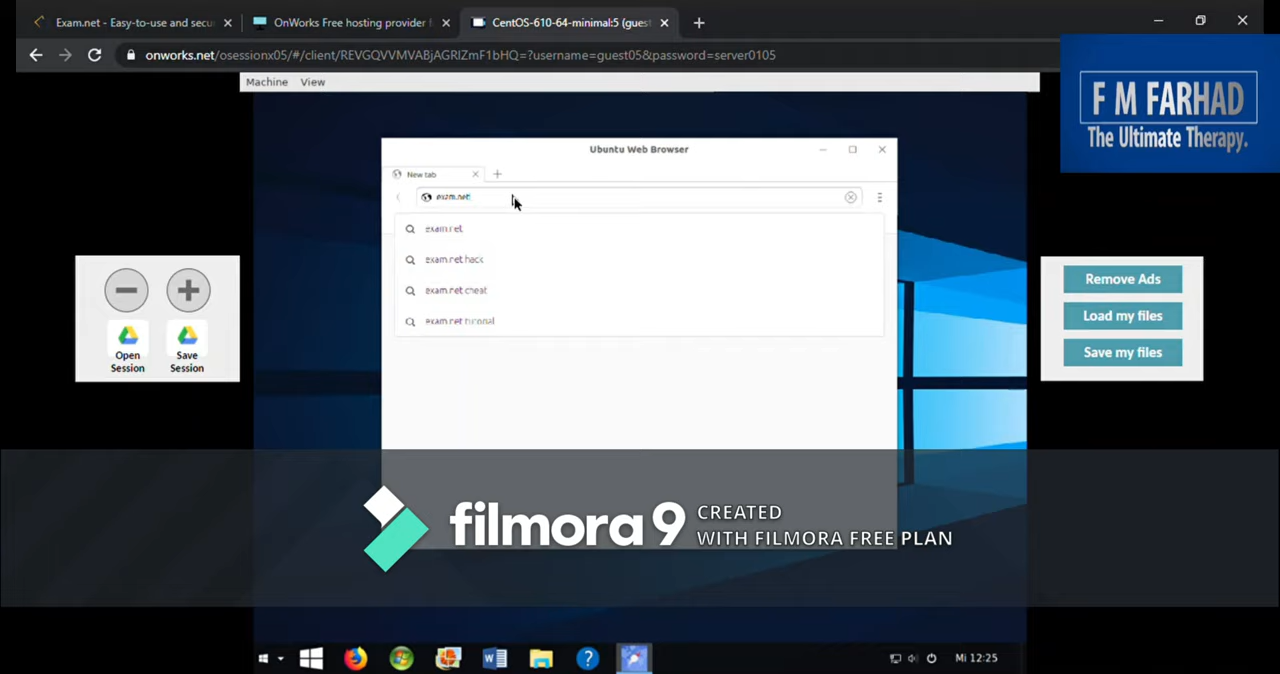 Exam.net - Easy-to-use and secu
OnWorks Free hosting provider f
CentOS-610-64-minimal:5 (guest
onworks.net/osessionx05/#/client/REVGQVVMVABjAGRIZmF1bHQ=?username=guest05&password=server0105
Machine View
F M FARHAD
The Ultimate Therapy.
Ubuntu Web Browser
New tab
exam.net
exam.net
exam.net hack
exam.net cheat
exam.net tutorial
Open
Session
Save
Session
Remove Ads
Load my files
Save my files
filmora9
CREATED
WITH FILMORA FREE PLAN
Mi 12:25